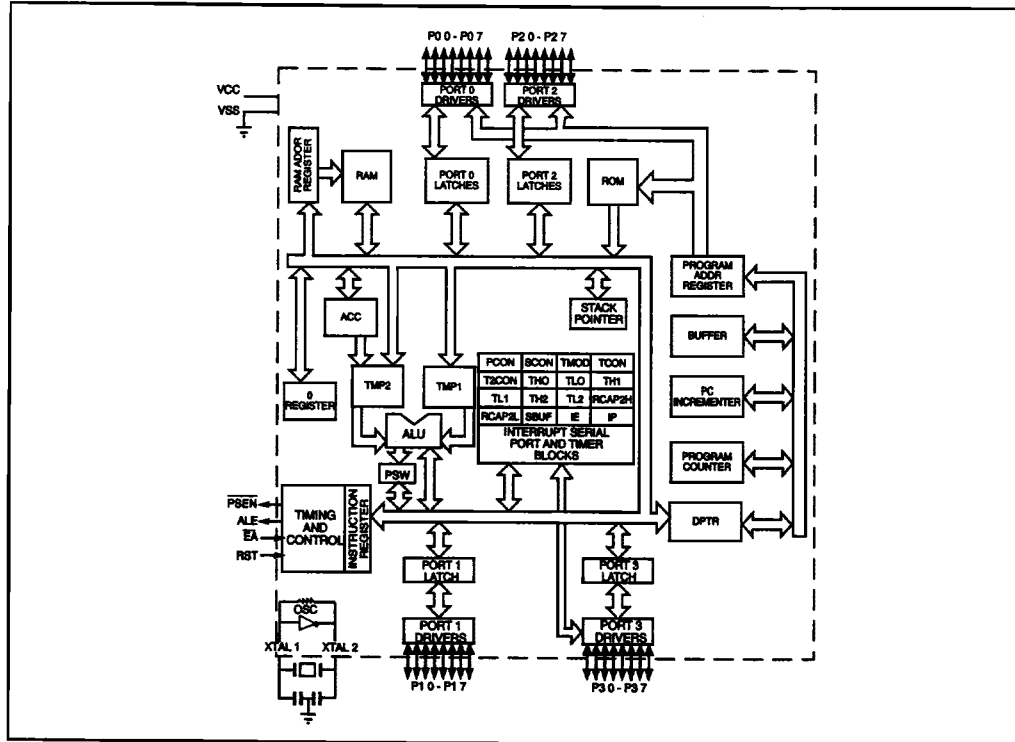 P0 0 - P0 7
P2 0 - P2 7
VCC
VSS
PORT 0
DRIVERS
PORT 2
DRIVERS
RAM ADDR
REGISTER
RAM
PORT 0
LATCHES
PORT 2
LATCHES
ROM
PROGRAM
ADDR
REGISTER
STACK
POINTER
ACC
BUFFER
PCON SCON TMOD TCON
T2CON TH0 TL0 TH1
TL1 TH2 TL2 RCAP2H
RCAP2L SBUF IE IP
INTERRUPT SERIAL
PORT AND TIMER
BLOCKS
TMP2
TMP1
0
REGISTER
PC
INCREMENTER
ALU
PSW
PROGRAM
COUNTER
PSEN
ALE
EA
RST
TIMING
AND
CONTROL
INSTRUCTION
REGISTER
DPTR
PORT 1
LATCH
PORT 3
LATCH
OSC
XTAL 1
XTAL 2
PORT 1
DRIVERS
PORT 3
DRIVERS
P1 0 - P1 7
P3 0 - P3 7